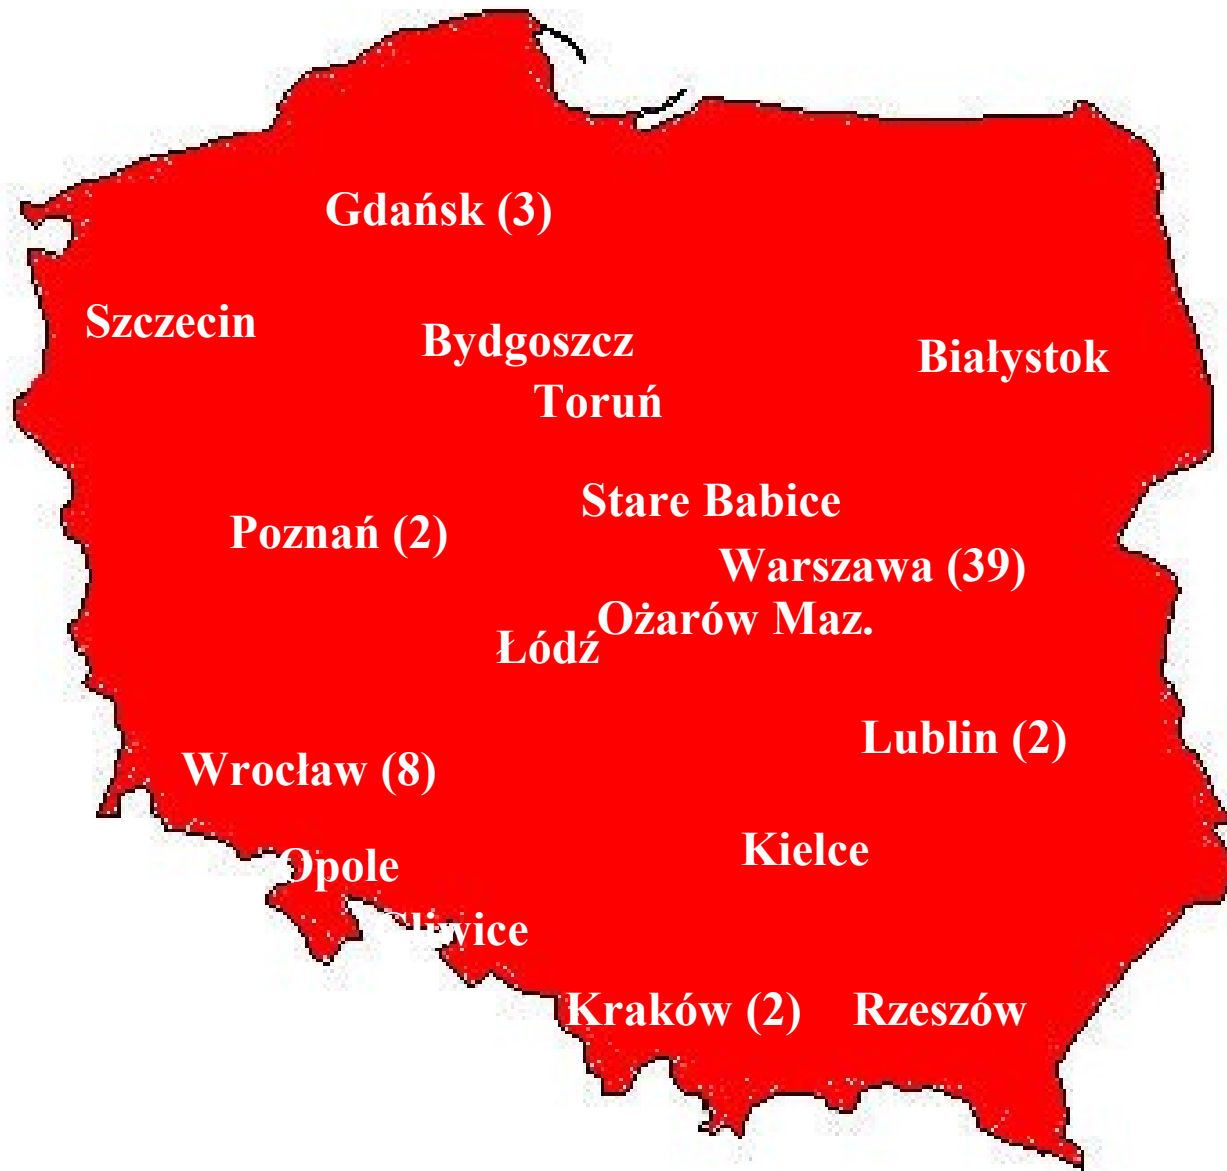 Gdańsk (3)
Szczecin
Bydgoszcz
Białystok
Toruń
Stare Babice
Poznań (2)
Warszawa (39)
Ożarów Maz.
Łódź
Lublin (2)
Wrocław (8)
Kielce
Opole
Gliwice
Kraków (2)
Rzeszów